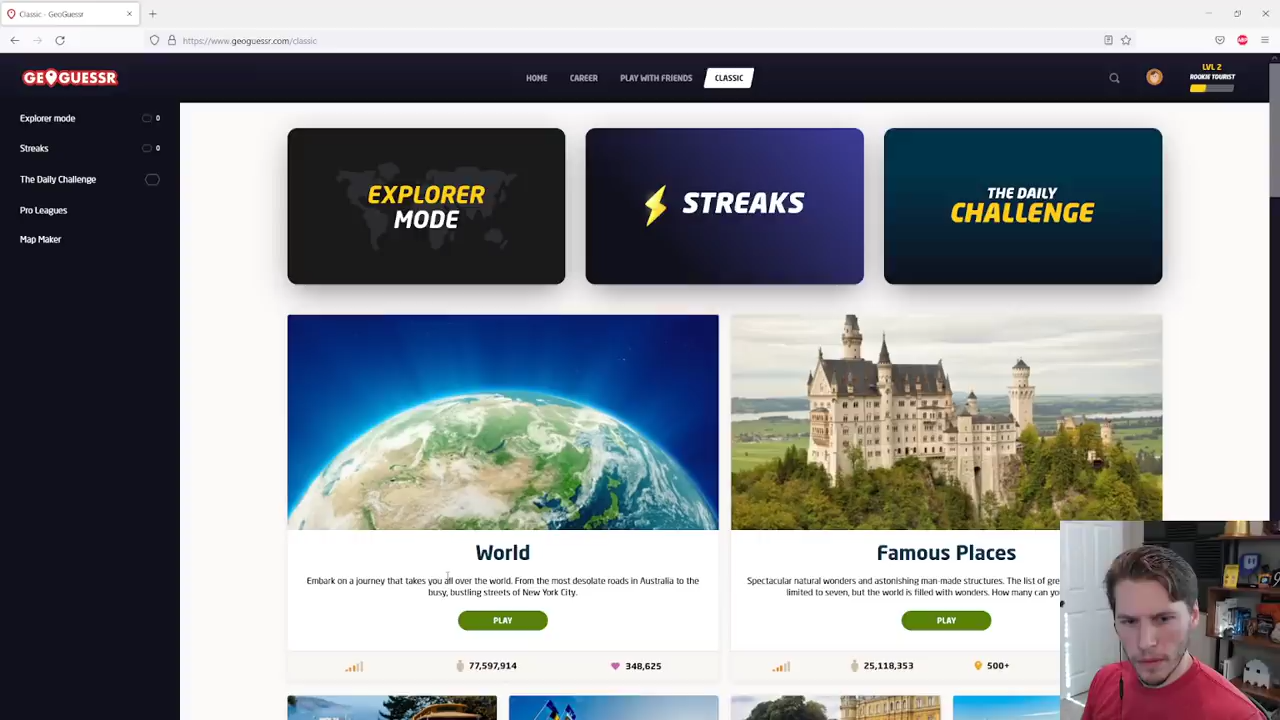 Classic - GeoGuessr
https://www.geoguessr.com/classic
GEOGUESSR
HOME
CAREER
PLAY WITH FRIENDS
CLASSIC
LVL 2
ROOKIE TOURIST
Explorer mode
0
Streaks
0
The Daily Challenge
Pro Leagues
Map Maker
EXPLORER
MODE
STREAKS
THE DAILY
CHALLENGE
World
Embark on a journey that takes you all over the world. From the most desolate roads in Australia to the
busy, bustling streets of New York City.
PLAY
77,597,914
348,625
Famous Places
Spectacular natural wonders and astonishing man-made structures. The list of
limited to seven, but the world is filled with wonders. How many can
PLAY
25,118,353
500+